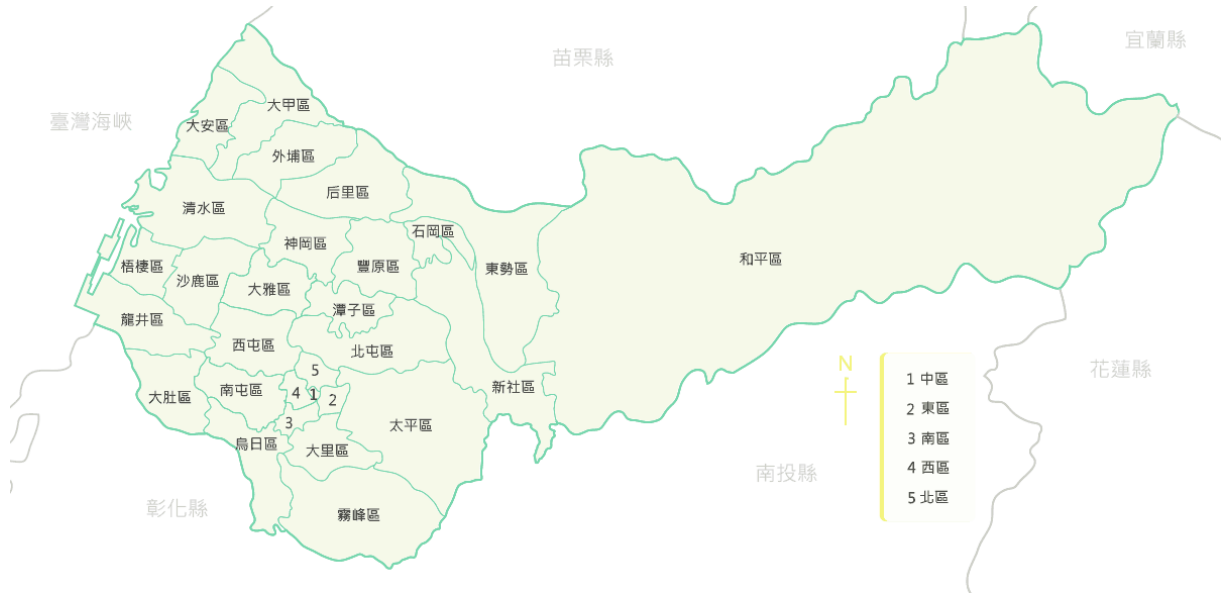 宜蘭縣
苗栗縣
大甲區
臺灣海峽
大安區
外埔區
后里區
清水區
石岡區
神岡區
和平區
梧棲區
豐原區
東勢區
沙鹿區
大雅區
潭子區
龍井區
西屯區
北屯區
N
花蓮縣
5
1 中區
新社區
南屯區
4
1
2
大肚區
2 東區
3
太平區
3 南區
烏日區
大里區
4 西區
南投縣
5 北區
彰化縣
霧峰區